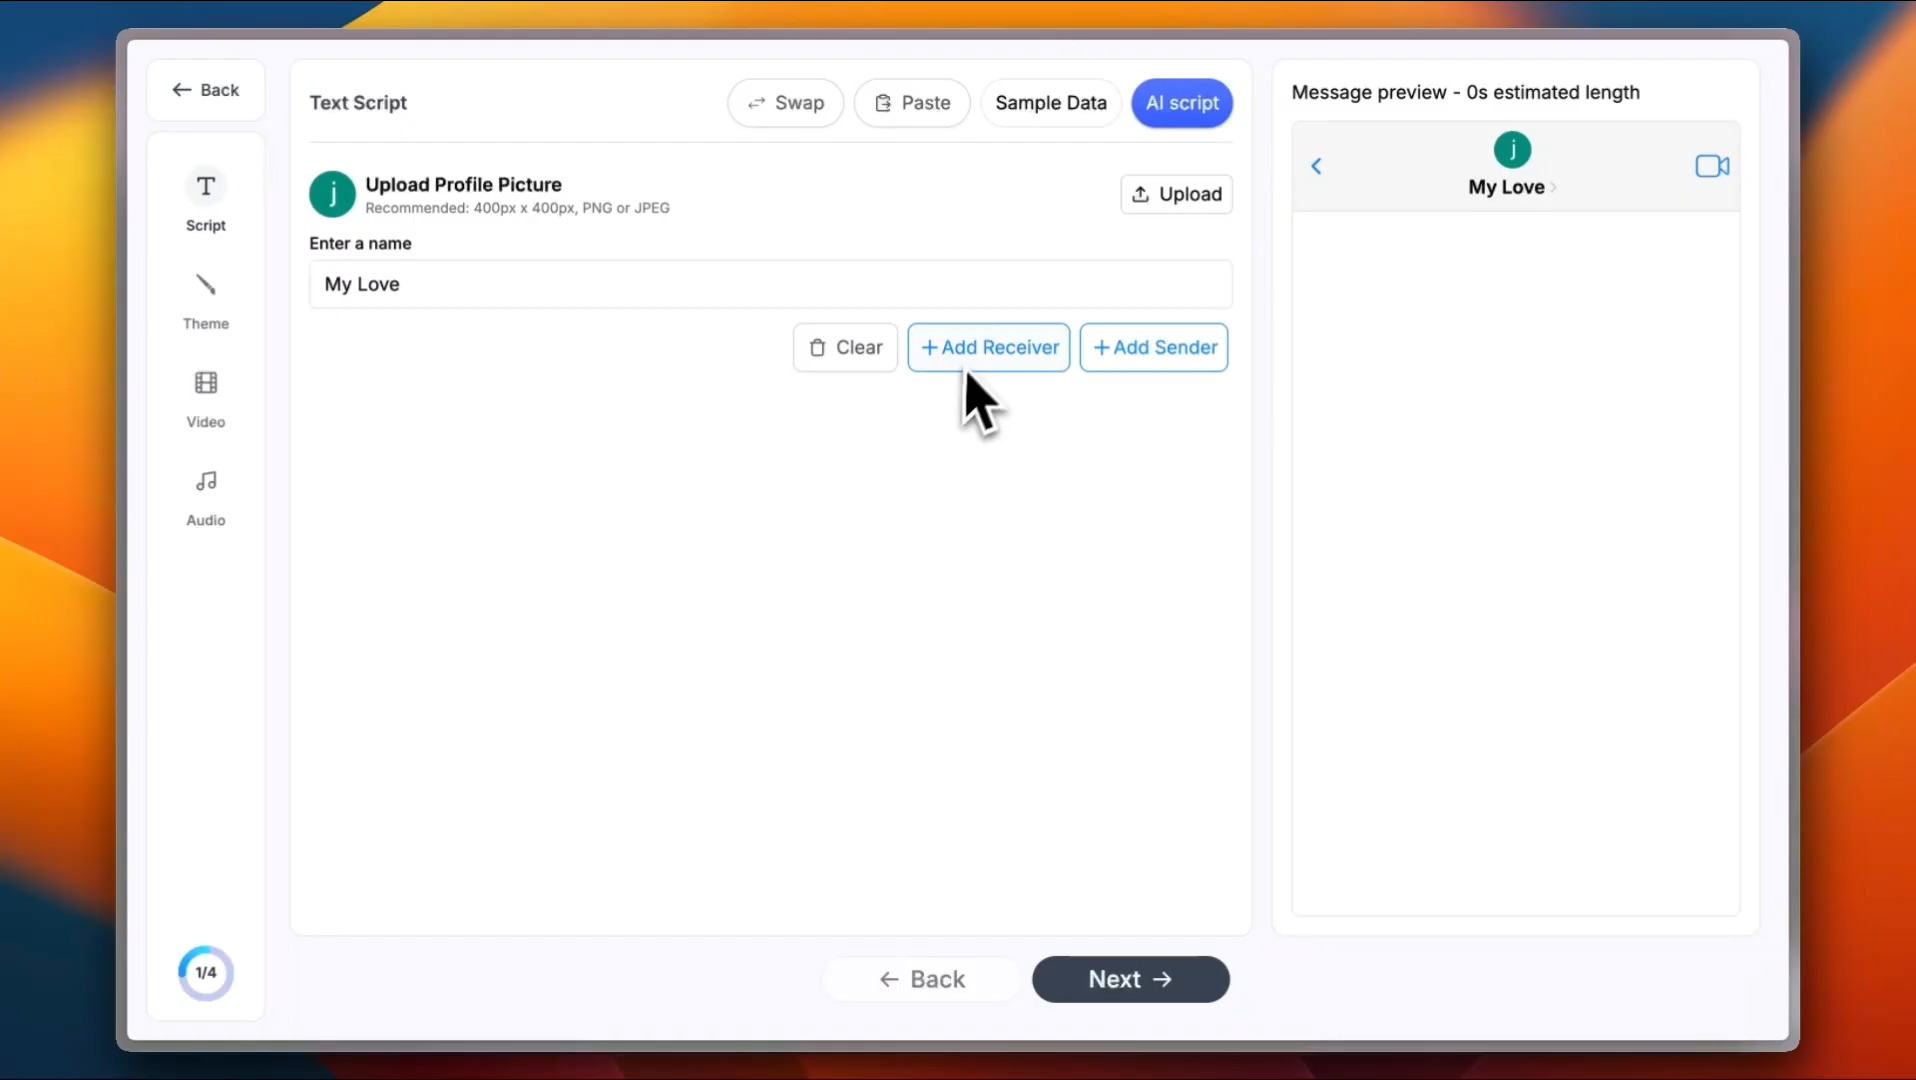 ← Back
Script
Theme
Video
Audio
1/4
Text Script
Swap
Paste
Sample Data
AI script
j
Upload Profile Picture
Recommended: 400px x 400px, PNG or JPEG
Upload
Enter a name
My Love
Clear
+Add Receiver
+Add Sender
← Back
Next →
Message preview - 0s estimated length
j
My Love